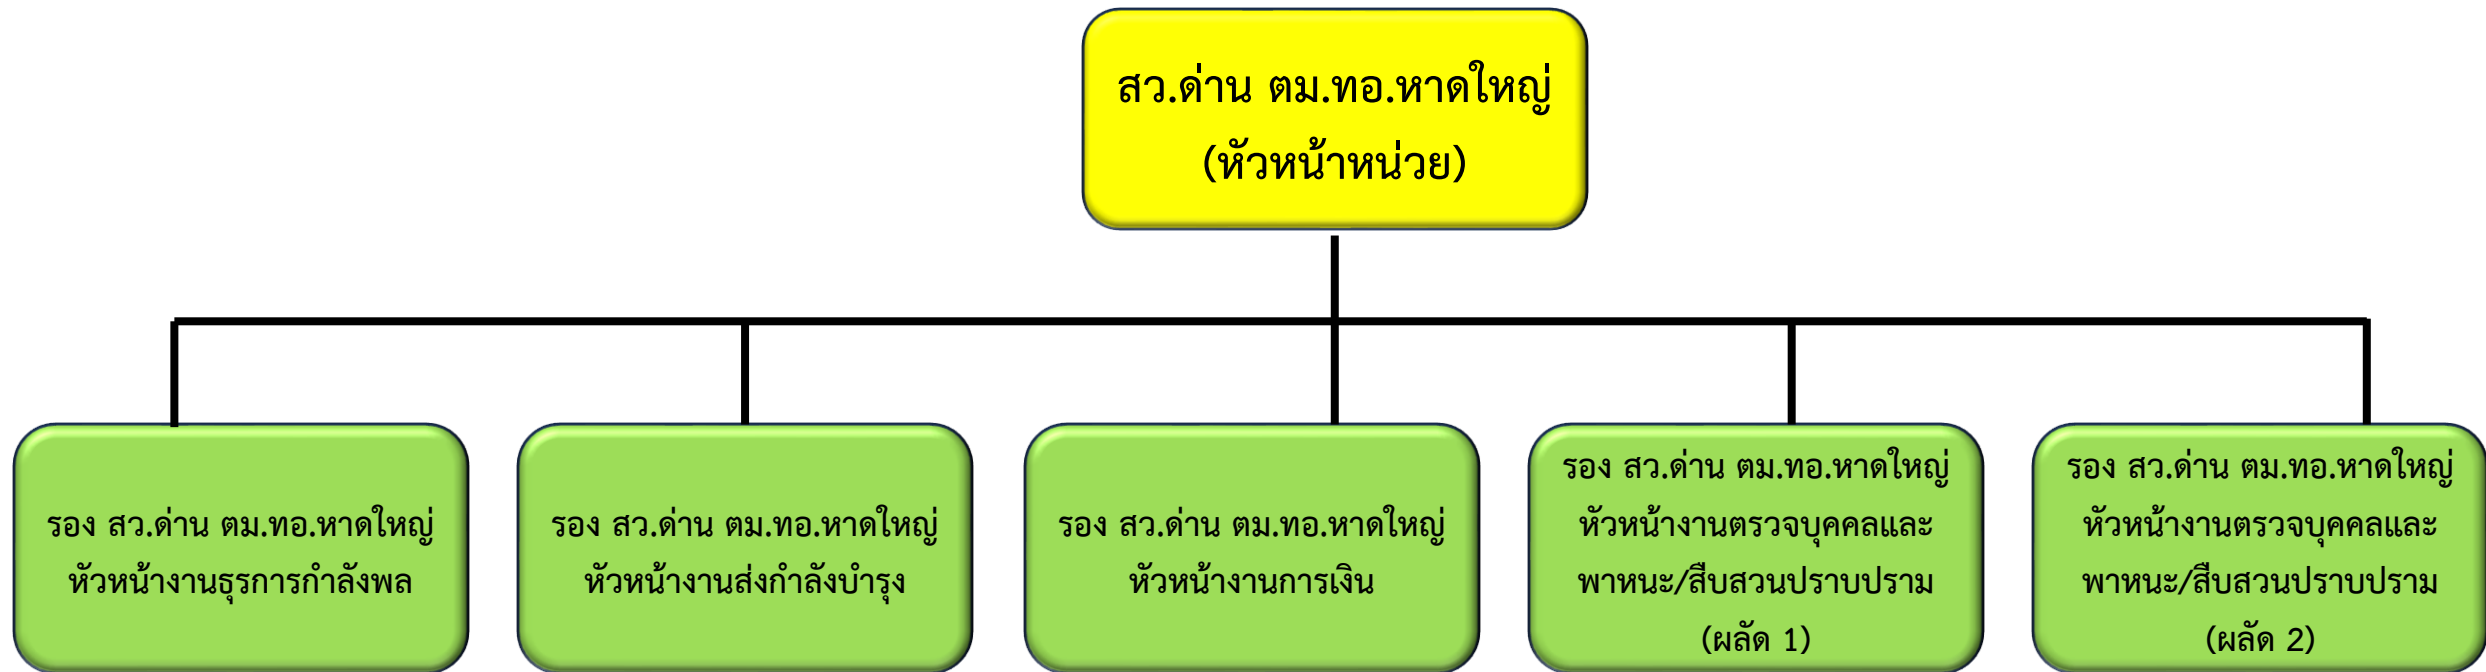 สว.ด่าน ตม.ทอ.หาดใหญ่
(หัวหน้าหน่วย)
รอง สว.ด่าน ตม.ทอ.หาดใหญ่
หัวหน้างานธุรการกำลังพล
รอง สว.ด่าน ตม.ทอ.หาดใหญ่
หัวหน้างานส่งกำลังบำรุง
รอง สว.ด่าน ตม.ทอ.หาดใหญ่
หัวหน้างานการเงิน
รอง สว.ด่าน ตม.ทอ.หาดใหญ่
หัวหน้างานตรวจบุคคลและ
พาหนะ/สืบสวนปราบปราม
(ผลัด 1)
รอง สว.ด่าน ตม.ทอ.หาดใหญ่
หัวหน้างานตรวจบุคคลและ
พาหนะ/สืบสวนปราบปราม
(ผลัด 2)